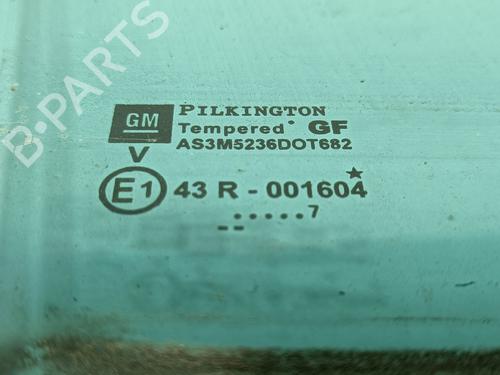 GM PILKINGTON
Tempered GF
AS3M5236DOT682
V
E1 43 R - 001604
.....7
--
B-PARTS